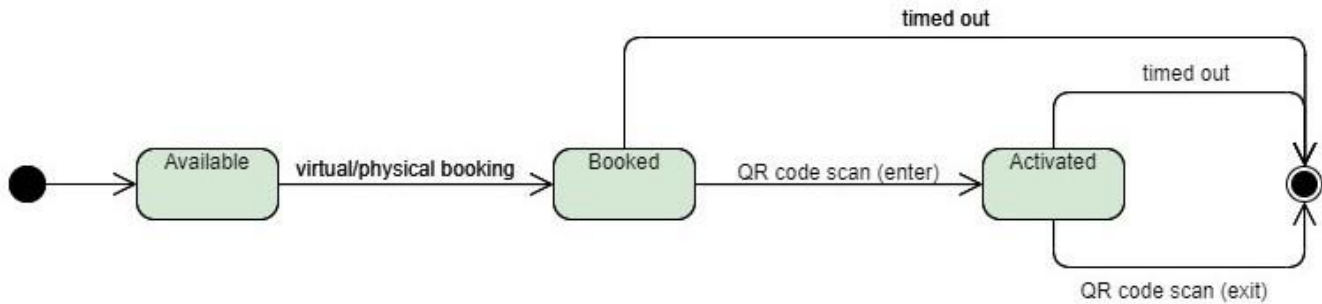 timed out
timed out
Available
virtual/physical booking
Booked
QR code scan (enter)
Activated
QR code scan (exit)